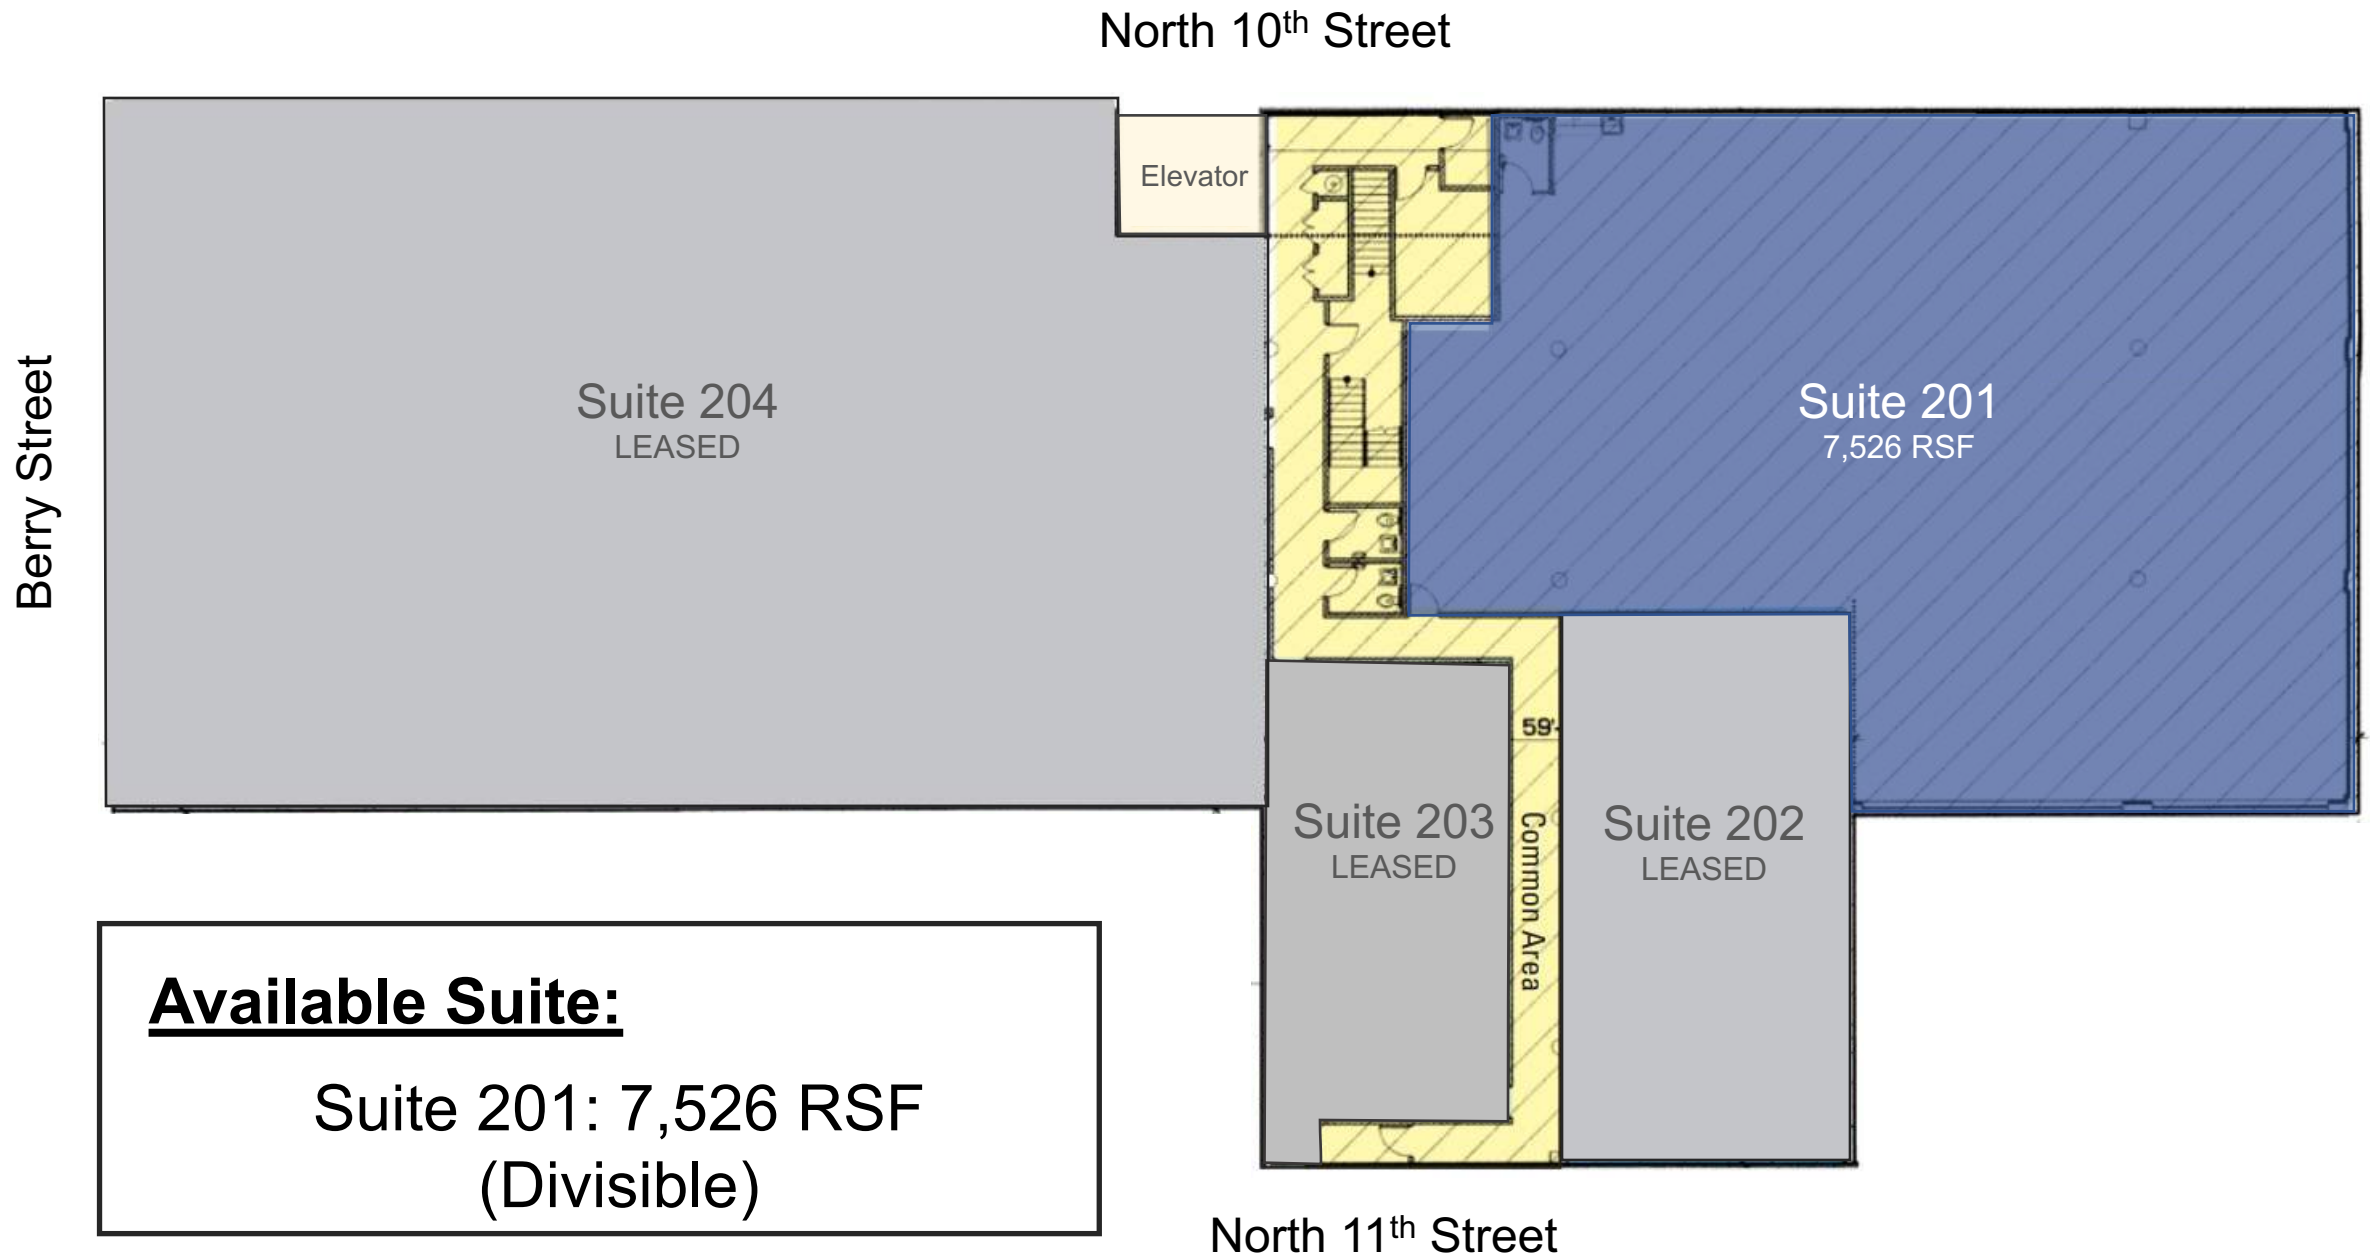 North 10th Street
Elevator
Berry Street
Suite 204
LEASED
Suite 201
7,526 RSF
59'-
Suite 203
LEASED
Common Area
Suite 202
LEASED
Available Suite:
Suite 201: 7,526 RSF
(Divisible)
North 11th Street